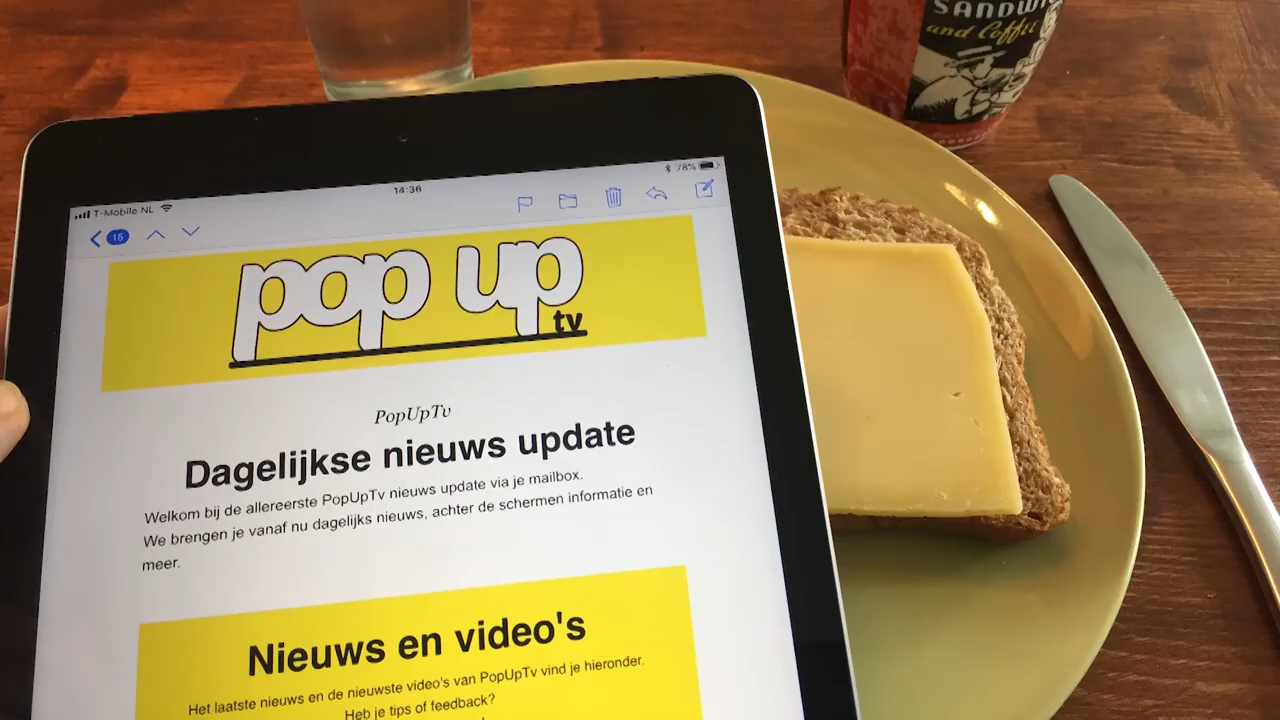 SANDWI
and Coffee
T-Mobile NL
14:36
78%
16
pop up
tv
PopUpTv
Dagelijkse nieuws update
Welkom bij de allereerste PopUpTv nieuws update via je mailbox.
We brengen je vanaf nu dagelijks nieuws, achter de schermen informatie en
meer.
Nieuws en video's
Het laatste nieuws en de nieuwste video's van PopUpTv vind je hieronder.
Heb je tips of feedback?